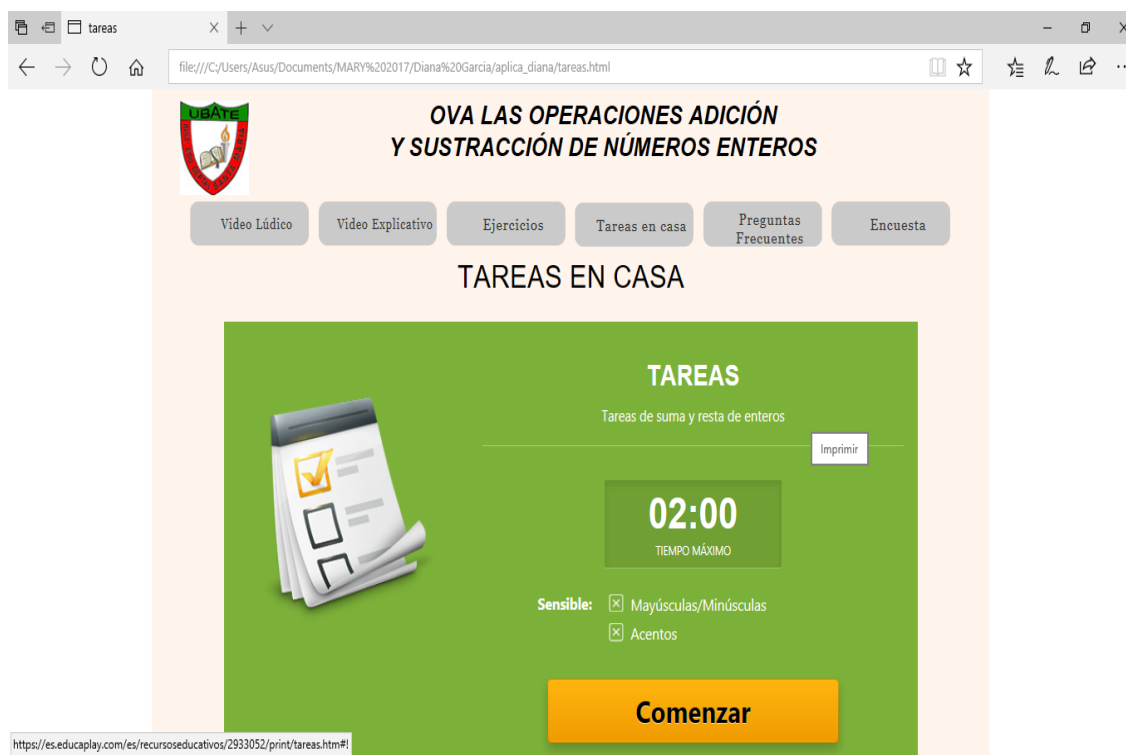 tareas
file:///C:/Users/Asus/Documents/MARY%202017/Diana%20Garcia/aplica_diana/tareas.html
UBATE
OVA LAS OPERACIONES ADICIÓN
Y SUSTRACCIÓN DE NÚMEROS ENTEROS
Video Lúdico
Video Explicativo
Ejercicios
Tareas en casa
Preguntas
Frecuentes
Encuesta
TAREAS EN CASA
TAREAS
Tareas de suma y resta de enteros
Imprimir
02:00
TIEMPO MÁXIMO
Sensible: Mayúsculas/Minúsculas
Acentos
Comenzar
https://es.educaplay.com/es/recursoseducativos/2933052/print/tareas.htm#!